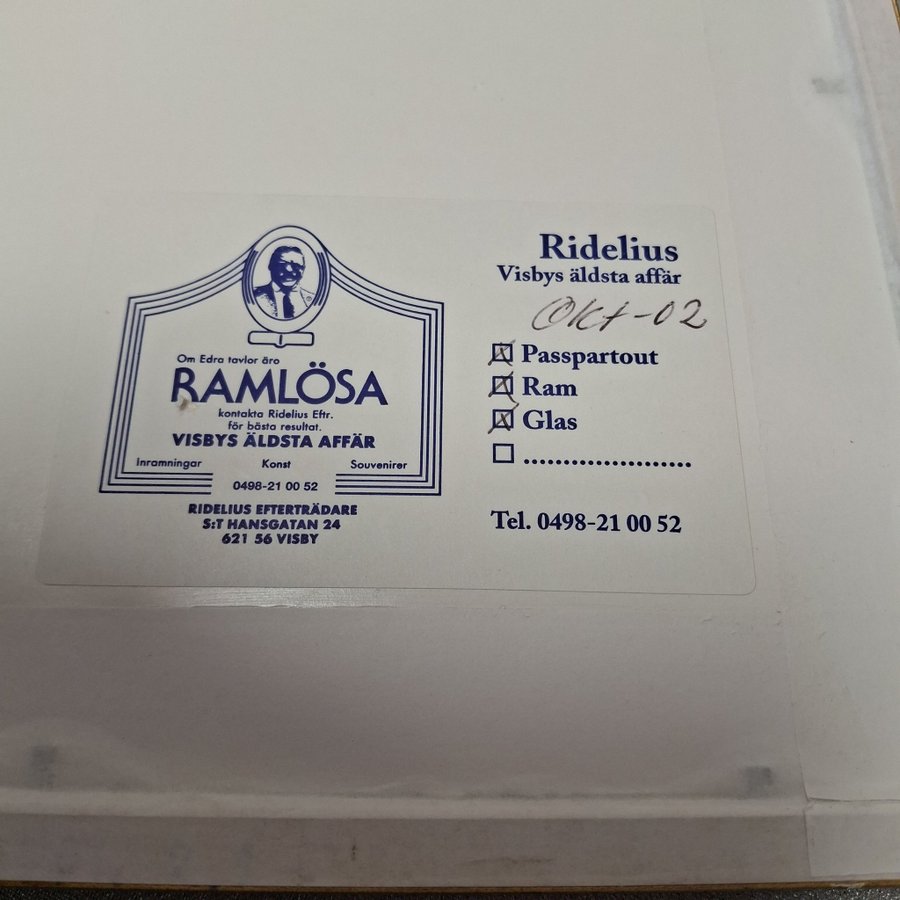 Om Edra tavlor äro
RAMLÖSA
kontakta Ridelius Eftr.
för bästa resultat.
VISBYS ÄLDSTA AFFÄR
Inramningar Konst Souvenirer
0498-21 00 52
RIDELIUS EFTERTRÄDARE
S:T HANSGATAN 24
621 56 VISBY
Ridelius
Visbys äldsta affär
Okt-02
Passpartout
Ram
Glas
Tel. 0498-21 00 52